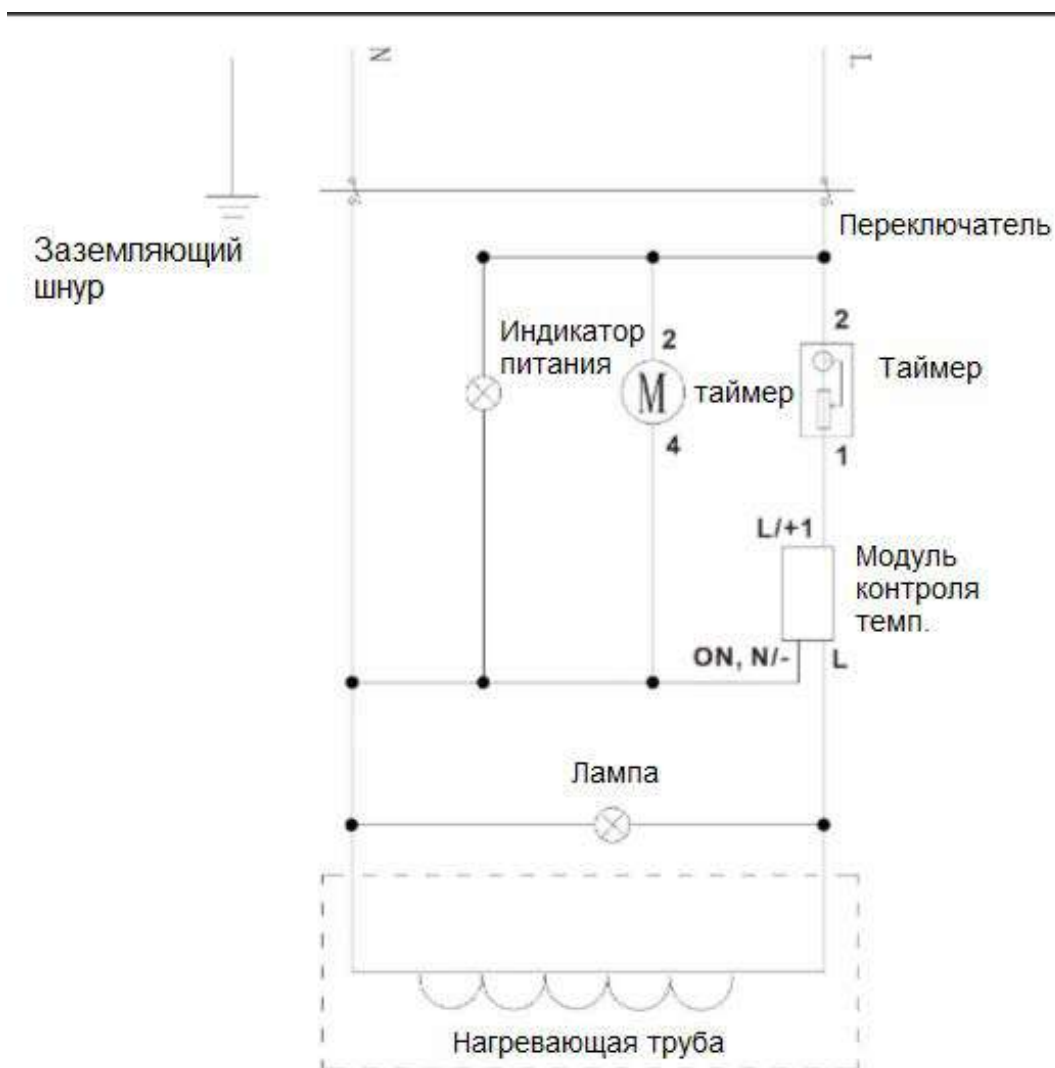 N
L
Переключатель
Заземляющий
шнур
Индикатор
питания
2
M
таймер
4
2
Таймер
1
L/+1
Модуль
контроля
темп.
ON, N/-
L
Лампа
Нагревающая труба